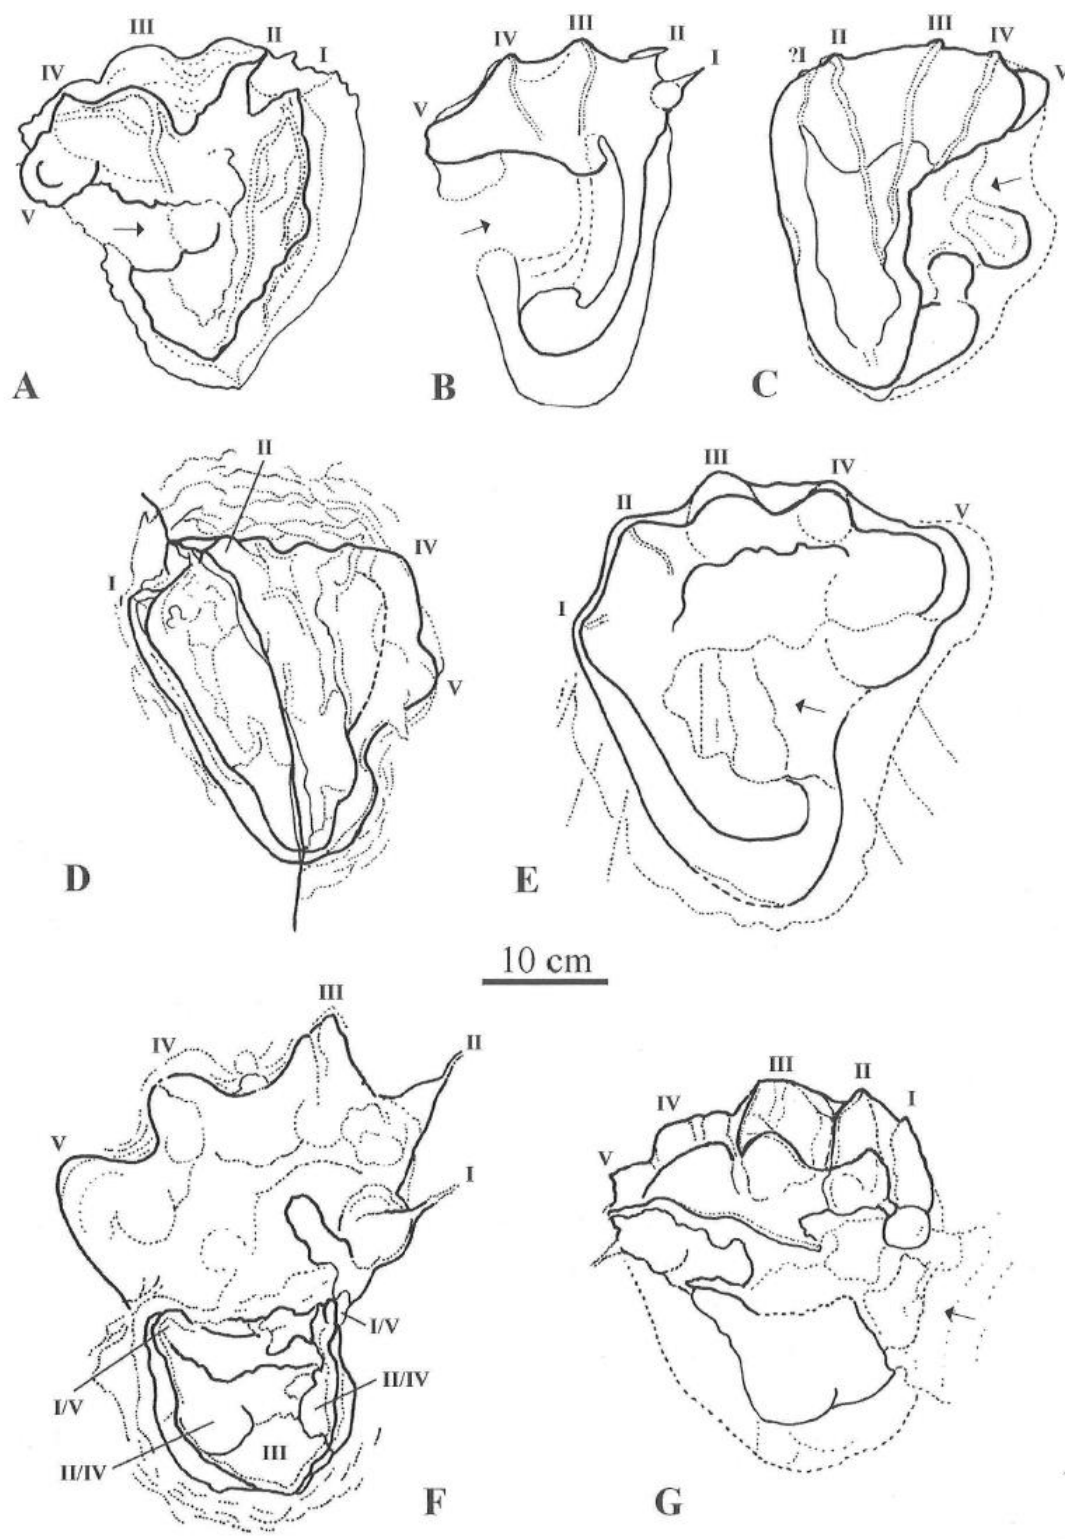 III II I IV V A
III II IV I V B
?I II III IV V C
II IV I V D
III IV II V I E
10 cm
III IV II V I I/V I/V II/IV III II/IV F
III II IV I V G